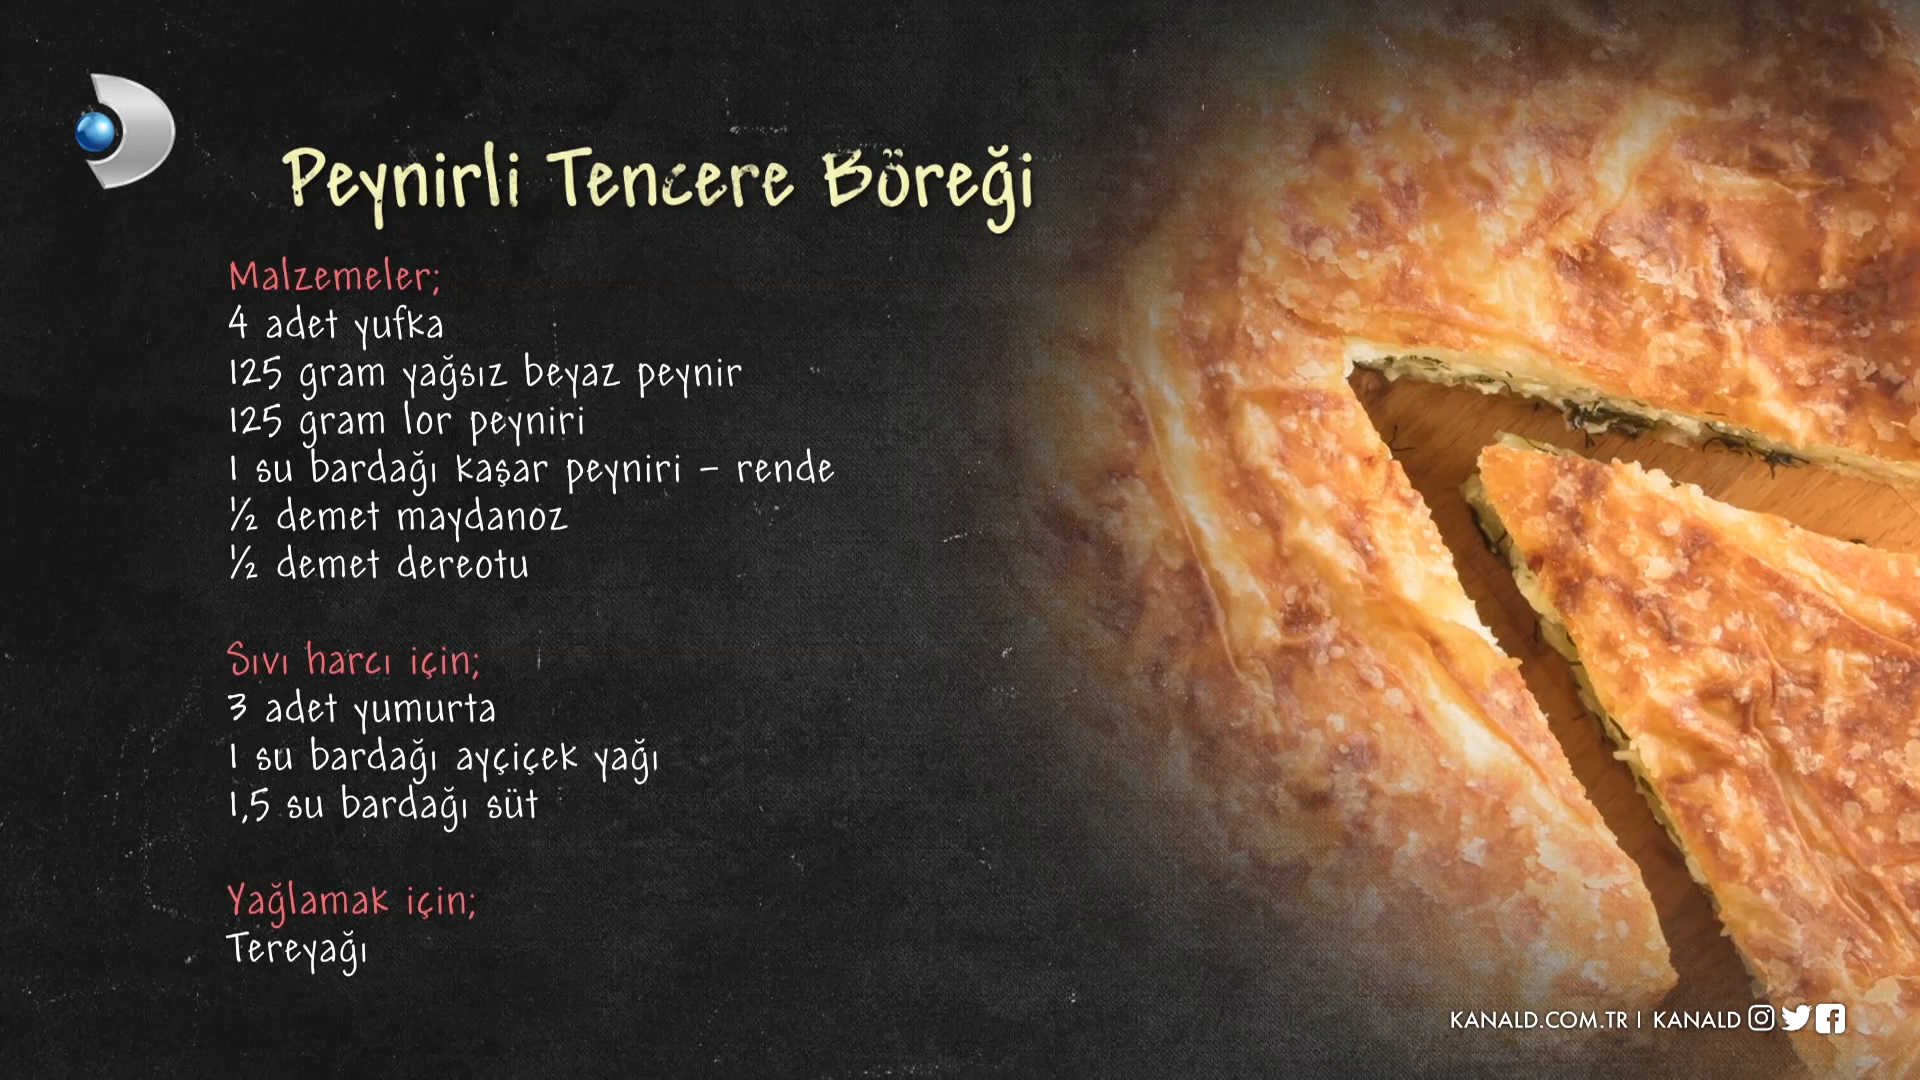 Peynirli Tencere Böreği
Malzemeler;
4 adet yufka
125 gram yağsız beyaz peynir
125 gram lor peyniri
1 su bardağı kaşar peyniri - rende
½ demet maydanoz
½ demet dereotu
Sıvı harcı için;
3 adet yumurta
1 su bardağı ayçiçek yağı
1,5 su bardağı süt
Yağlamak için;
Tereyağı
KANALD.COM.TR | KANALD